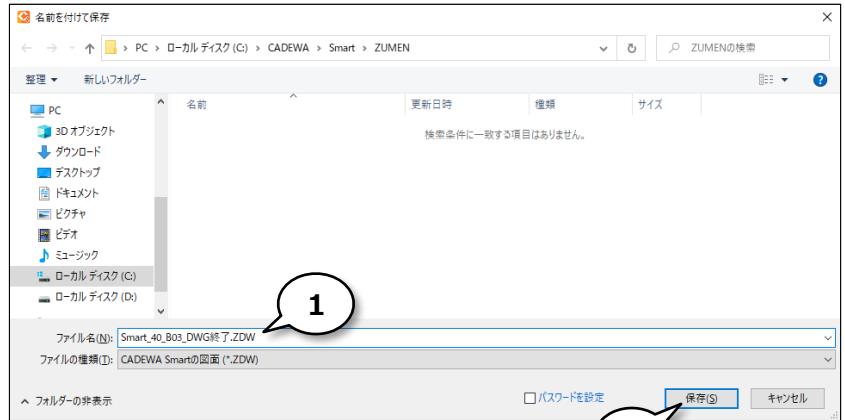 名前を付けて保存
PC › ローカル ディスク (C:) › CADEWA › Smart › ZUMEN
ZUMENの検索
整理 新しいフォルダー
名前 更新日時 種類 サイズ
検索条件に一致する項目はありません。
PC
3D オブジェクト
ダウンロード
デスクトップ
ドキュメント
ピクチャ
ビデオ
ミュージック
ローカル ディスク (C:)
ローカル ディスク (D:)
1
ファイル名(N): Smart_40_B03_DWG終了.ZDW
ファイルの種類(T): CADEWA Smartの図面 (*.ZDW)
フォルダーの非表示 パスワードを設定 保存(S) キャンセル